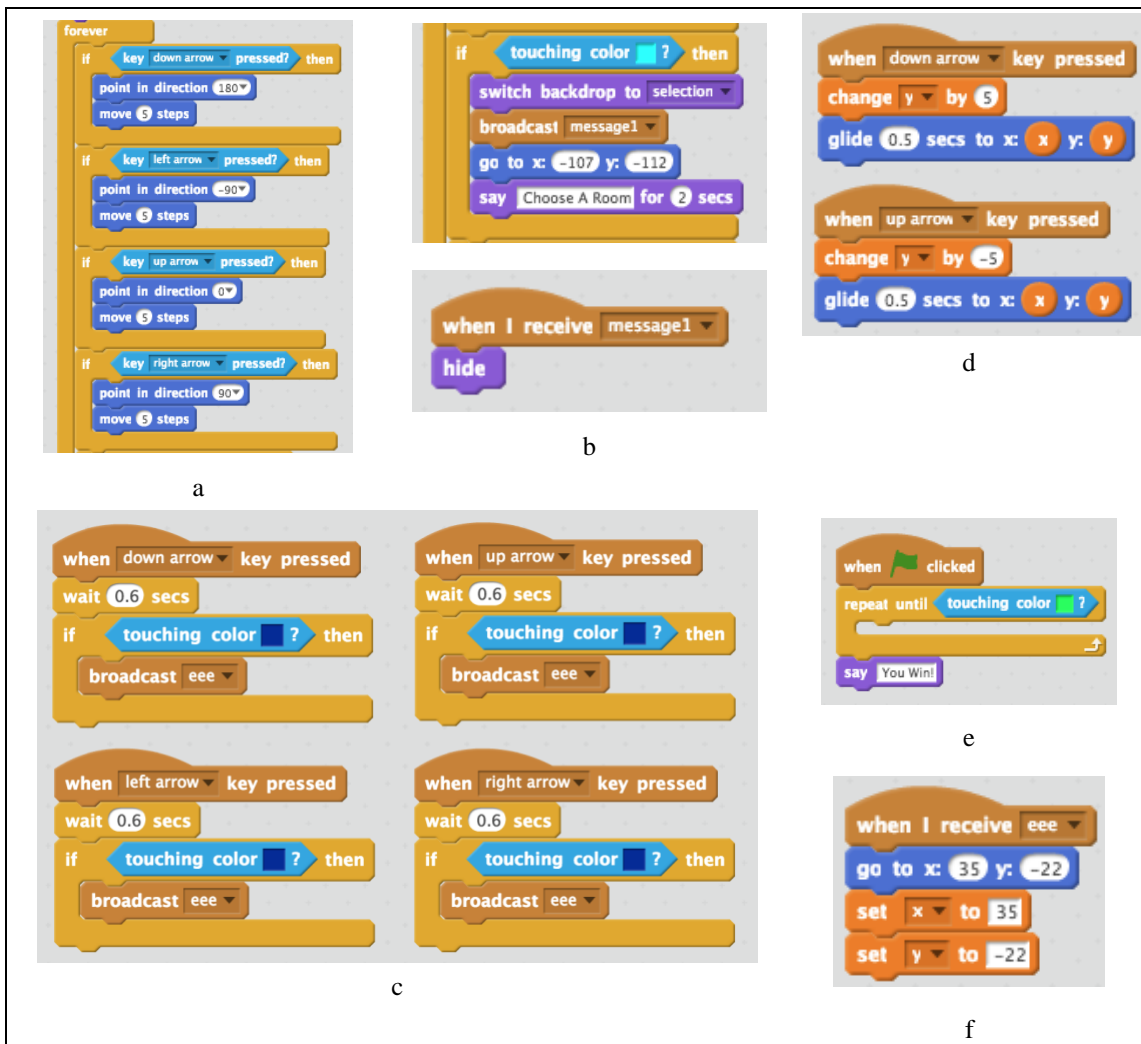 forever
if key down arrow pressed? then
point in direction 180
move 5 steps
if key left arrow pressed? then
point in direction -90
move 5 steps
if key up arrow pressed? then
point in direction 0
move 5 steps
if key right arrow pressed? then
point in direction 90
move 5 steps
a
if touching color ? then
switch backdrop to selection
broadcast message1
go to x: -107 y: -112
say Choose A Room for 2 secs
when I receive message1
hide
b
when down arrow key pressed
change y by 5
glide 0.5 secs to x: x y: y
when up arrow key pressed
change y by -5
glide 0.5 secs to x: x y: y
d
when down arrow key pressed
wait 0.6 secs
if touching color ? then
broadcast eee
when up arrow key pressed
wait 0.6 secs
if touching color ? then
broadcast eee
when left arrow key pressed
wait 0.6 secs
if touching color ? then
broadcast eee
when right arrow key pressed
wait 0.6 secs
if touching color ? then
broadcast eee
c
when clicked
repeat until touching color ?
say You Win!
e
when I receive eee
go to x: 35 y: -22
set x to 35
set y to -22
f